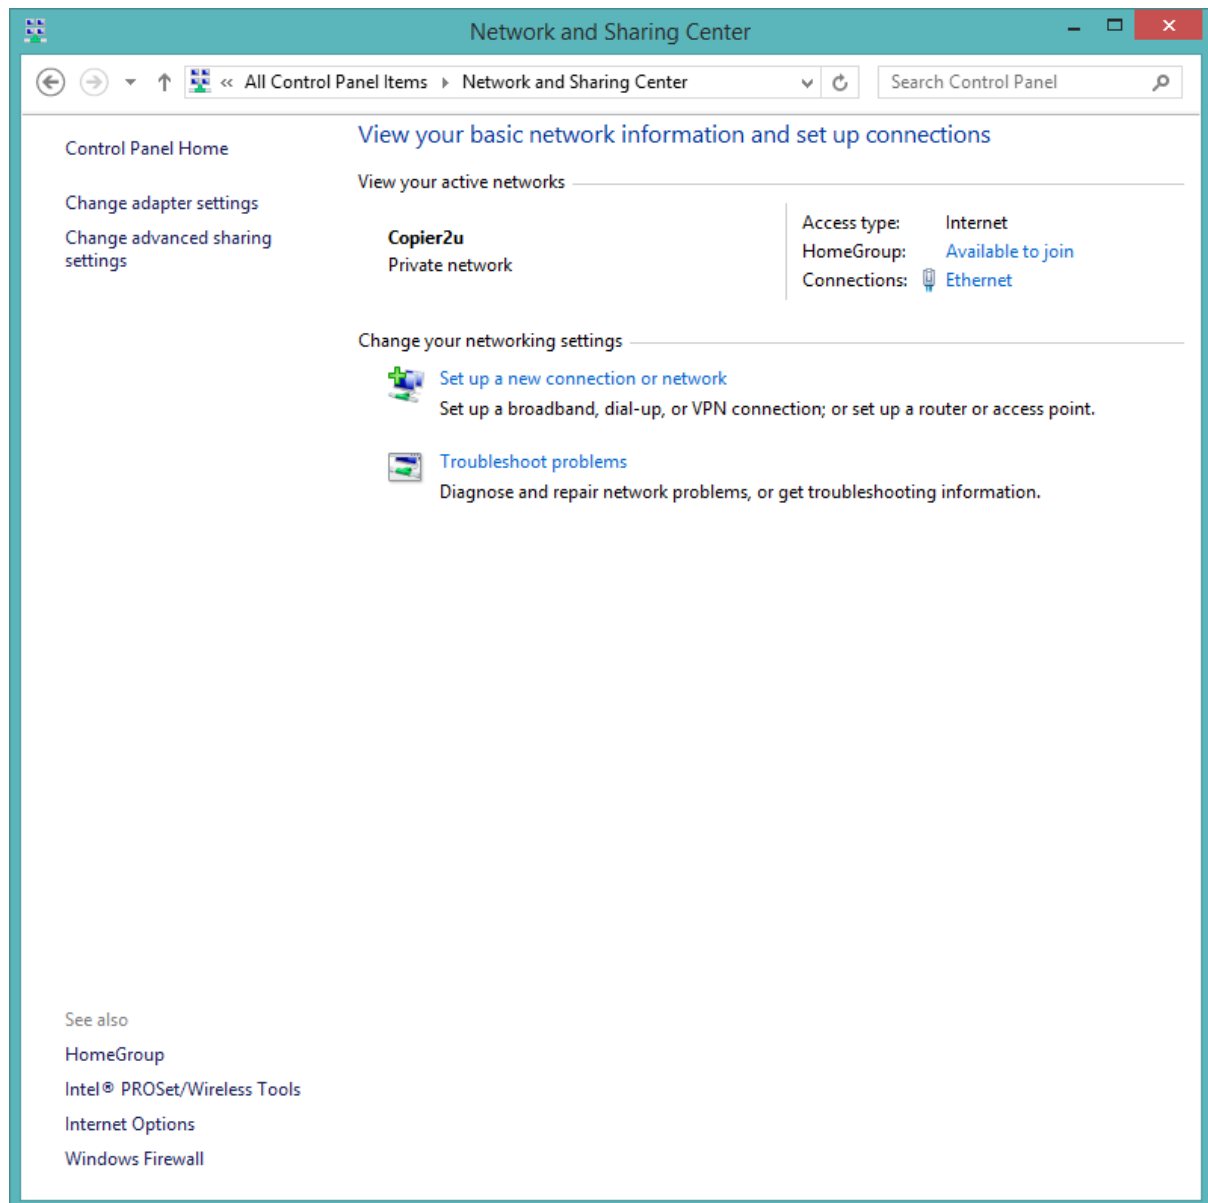 Network and Sharing Center
« All Control Panel Items Network and Sharing Center
Search Control Panel
Control Panel Home
Change adapter settings
Change advanced sharing
settings
View your basic network information and set up connections
View your active networks
Copier2u
Private network
Access type: Internet
HomeGroup: Available to join
Connections: Ethernet
Change your networking settings
Set up a new connection or network
Set up a broadband, dial-up, or VPN connection; or set up a router or access point.
Troubleshoot problems
Diagnose and repair network problems, or get troubleshooting information.
See also
HomeGroup
Intel® PROSet/Wireless Tools
Internet Options
Windows Firewall